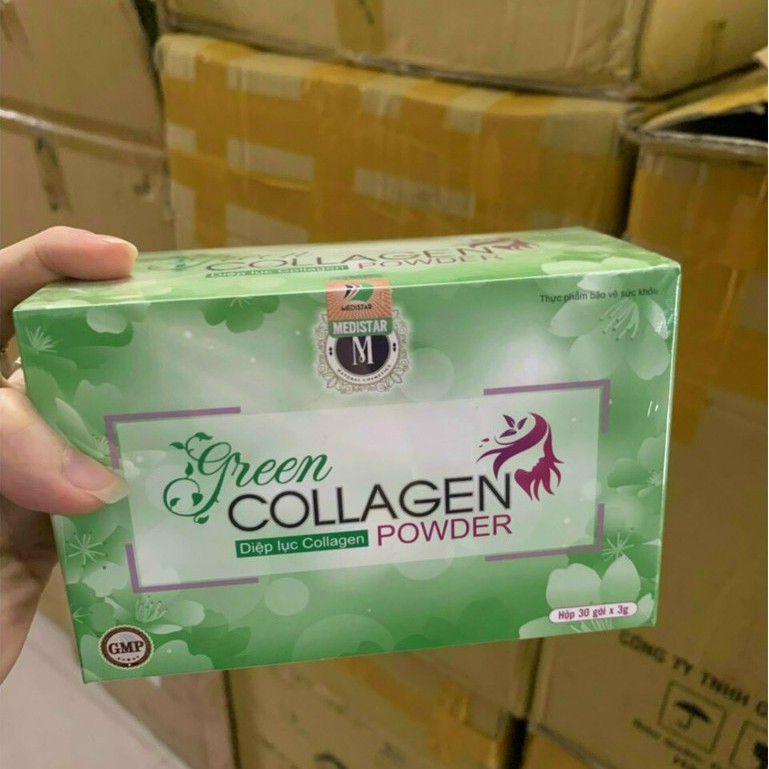 COLLAGEN
Diệp lục Collagen POWDER
Thực phẩm bảo vệ sức khỏe
MEDISTAR
MEDISTAR
M
green
COLLAGEN
Diệp lục Collagen POWDER
Hộp 30 gói x 3g
GMP
CÔNG TY TNHH